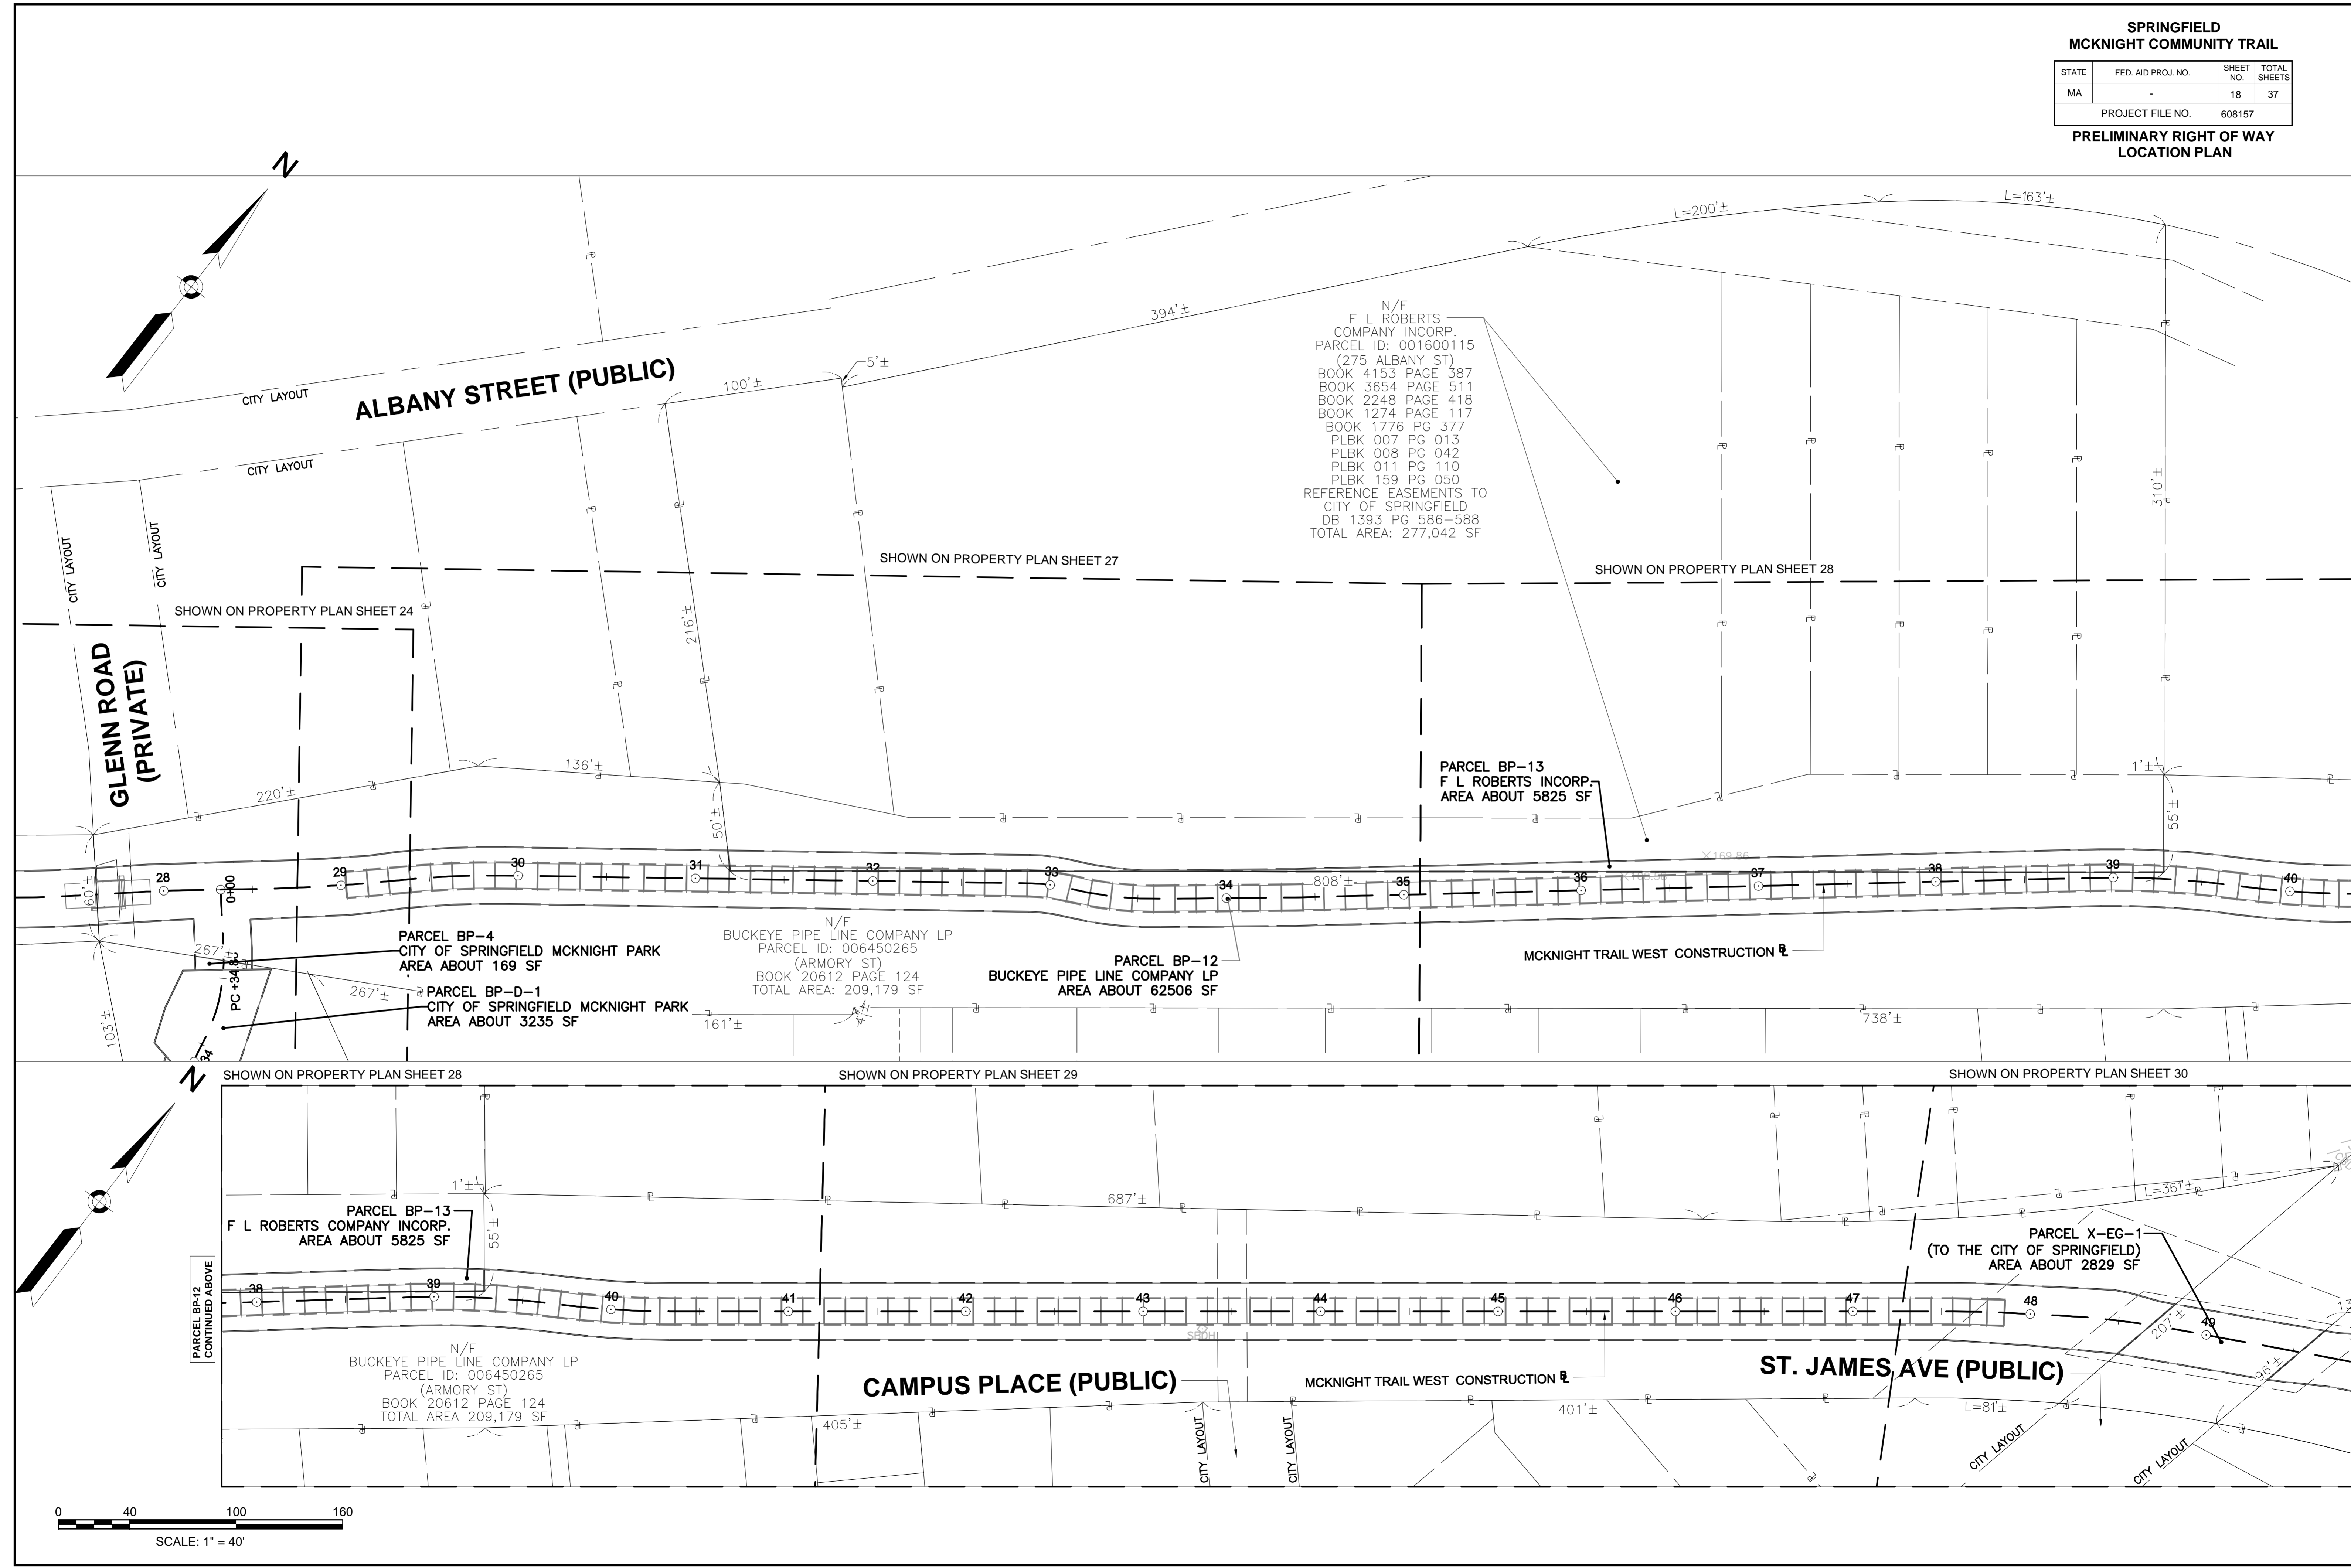 SPRINGFIELD
MCKNIGHT COMMUNITY TRAIL
STATE FED. AID PROJ. NO. SHEET NO. TOTAL SHEETS
MA - 18 37
PROJECT FILE NO. 608157
PRELIMINARY RIGHT OF WAY
LOCATION PLAN
N
L=200'±
L=163'±
394'±
5'±
100'±
CITY LAYOUT
ALBANY STREET (PUBLIC)
CITY LAYOUT
N/F
F L ROBERTS
COMPANY INCORP.
PARCEL ID: 001600115
(275 ALBANY ST)
BOOK 4153 PAGE 387
BOOK 3654 PAGE 511
BOOK 2248 PAGE 418
BOOK 1274 PAGE 117
BOOK 1776 PG 377
PLBK 007 PG 013
PLBK 008 PG 042
PLBK 011 PG 110
PLBK 159 PG 050
REFERENCE EASEMENTS TO
CITY OF SPRINGFIELD
DB 1393 PG 586-588
TOTAL AREA: 277,042 SF
310'±
CITY LAYOUT
CITY LAYOUT
SHOWN ON PROPERTY PLAN SHEET 27
SHOWN ON PROPERTY PLAN SHEET 28
SHOWN ON PROPERTY PLAN SHEET 24
216'±
GLENN ROAD
(PRIVATE)
220'±
136'±
50'±
PARCEL BP-13
F L ROBERTS INCORP.
AREA ABOUT 5825 SF
1'±
55'±
169.86
28 0+00 29 30 31 32 33 34 808'± 35 36 37 38 39 40
60'±
267'±
PC +34.8
103'±
34
PARCEL BP-4
CITY OF SPRINGFIELD MCKNIGHT PARK
AREA ABOUT 169 SF
267'±
PARCEL BP-D-1
CITY OF SPRINGFIELD MCKNIGHT PARK
AREA ABOUT 3235 SF
N/F
BUCKEYE PIPE LINE COMPANY LP
PARCEL ID: 006450265
(ARMORY ST)
BOOK 20612 PAGE 124
TOTAL AREA: 209,179 SF
161'±
4'±
PARCEL BP-12
BUCKEYE PIPE LINE COMPANY LP
AREA ABOUT 62506 SF
MCKNIGHT TRAIL WEST CONSTRUCTION BL
738'±
N
SHOWN ON PROPERTY PLAN SHEET 28
SHOWN ON PROPERTY PLAN SHEET 29
SHOWN ON PROPERTY PLAN SHEET 30
1'±
687'±
L=361'±
PARCEL BP-13
F L ROBERTS COMPANY INCORP.
AREA ABOUT 5825 SF
55'±
PARCEL X-EG-1
(TO THE CITY OF SPRINGFIELD)
AREA ABOUT 2829 SF
PARCEL BP-12
CONTINUED ABOVE
38 39 40 41 42 43 44 45 46 47 48 49
SRDH
207'±
96'±
N/F
BUCKEYE PIPE LINE COMPANY LP
PARCEL ID: 006450265
(ARMORY ST)
BOOK 20612 PAGE 124
TOTAL AREA 209,179 SF
CAMPUS PLACE (PUBLIC)
MCKNIGHT TRAIL WEST CONSTRUCTION BL
ST. JAMES AVE (PUBLIC)
405'±
401'±
L=81'±
CITY LAYOUT
CITY LAYOUT
CITY LAYOUT
CITY LAYOUT
0 40 100 160
SCALE: 1" = 40'